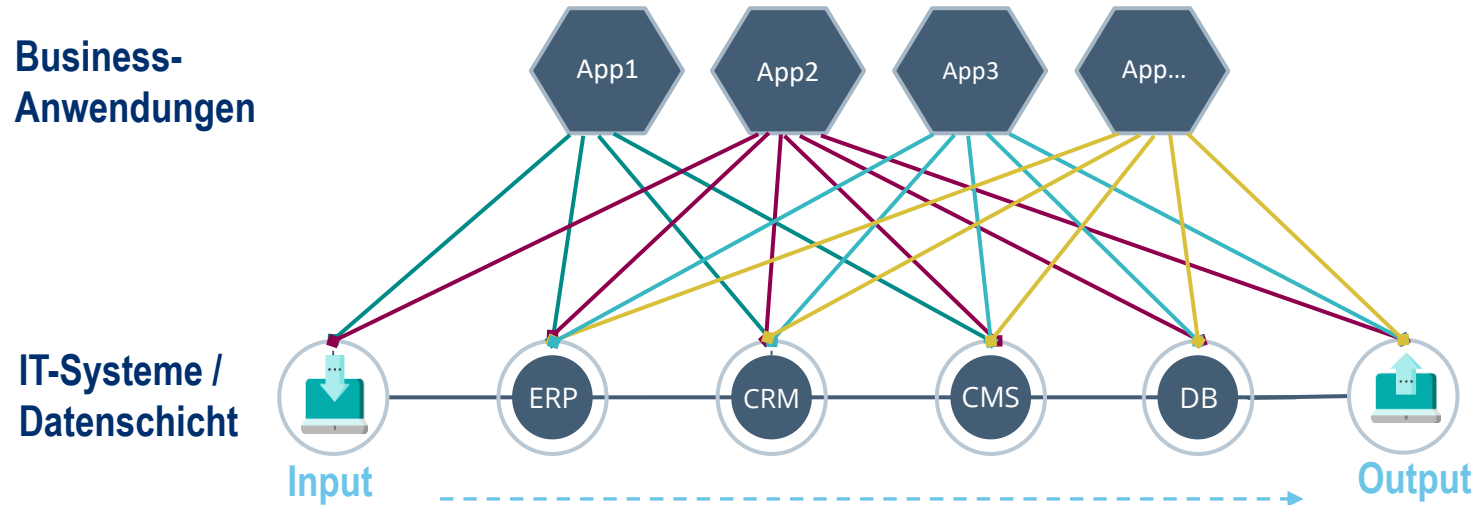 Business-
Anwendungen
App1
App2
App3
App...
IT-Systeme /
Datenschicht
...
ERP
CRM
CMS
DB
...
Input
Output